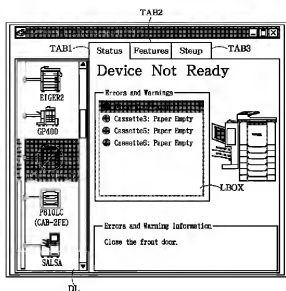 TAB2
TAB1
TAB3
Status
Features
Steup
Device Not Ready
EIGER2
GP400
P810LC
(CAB-2FE)
SALSA
Errors and Warnings
Cassette3: Paper Empty
Cassette5: Paper Empty
Cassette6: Paper Empty
LBOX
Errors and Warning Information
Close the front door.
DL